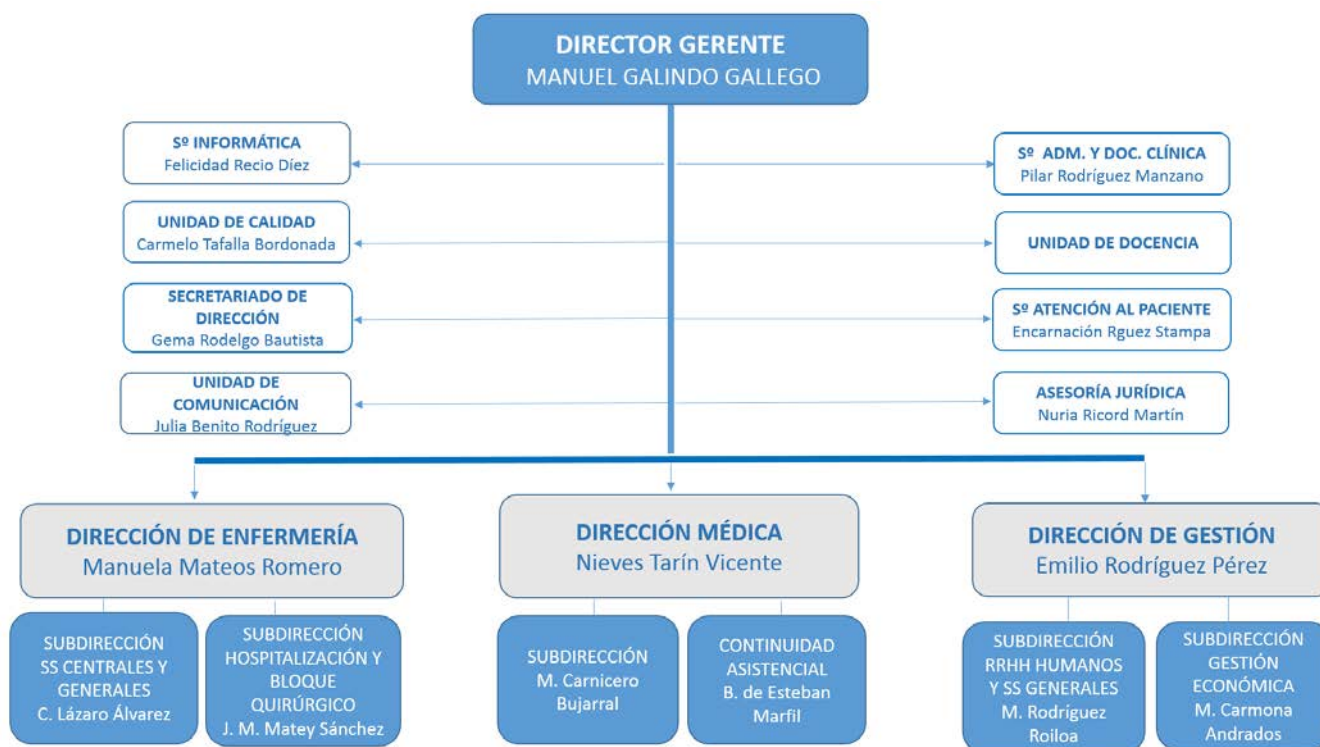 DIRECTOR GERENTE
MANUEL GALINDO GALLEGO
Sº INFORMÁTICA
Felicidad Recio Díez
Sº ADM. Y DOC. CLÍNICA
Pilar Rodríguez Manzano
UNIDAD DE CALIDAD
Carmelo Tafalla Bordonada
UNIDAD DE DOCENCIA
SECRETARIADO DE
DIRECCIÓN
Gema Rodelgo Bautista
Sº ATENCIÓN AL PACIENTE
Encarnación Rguez Stampa
UNIDAD DE
COMUNICACIÓN
Julia Benito Rodríguez
ASESORÍA JURÍDICA
Nuria Ricord Martín
DIRECCIÓN DE ENFERMERÍA
Manuela Mateos Romero
DIRECCIÓN MÉDICA
Nieves Tarín Vicente
DIRECCIÓN DE GESTIÓN
Emilio Rodríguez Pérez
SUBDIRECCIÓN
SS CENTRALES Y
GENERALES
C. Lázaro Álvarez
SUBDIRECCIÓN
HOSPITALIZACIÓN Y
BLOQUE
QUIRÚRGICO
J. M. Matey Sánchez
SUBDIRECCIÓN
M. Carnicero
Bujarral
CONTINUIDAD
ASISTENCIAL
B. de Esteban
Marfil
SUBDIRECCIÓN
RRHH HUMANOS
Y SS GENERALES
M. Rodríguez
Roiloa
SUBDIRECCIÓN
GESTIÓN
ECONÓMICA
M. Carmona
Andrados